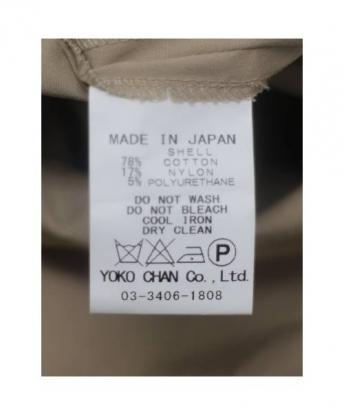 MADE IN JAPAN
SHELL
78% COTTON
17% NYLON
5% POLYURETHANE
DO NOT WASH
DO NOT BLEACH
COOL IRON
DRY CLEAN
P
YOKO CHAN Co., Ltd.
03-3406-1808